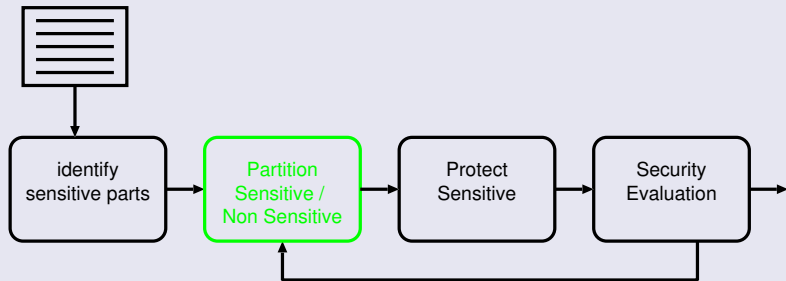 identify
sensitive parts
Partition
Sensitive /
Non Sensitive
Protect
Sensitive
Security
Evaluation